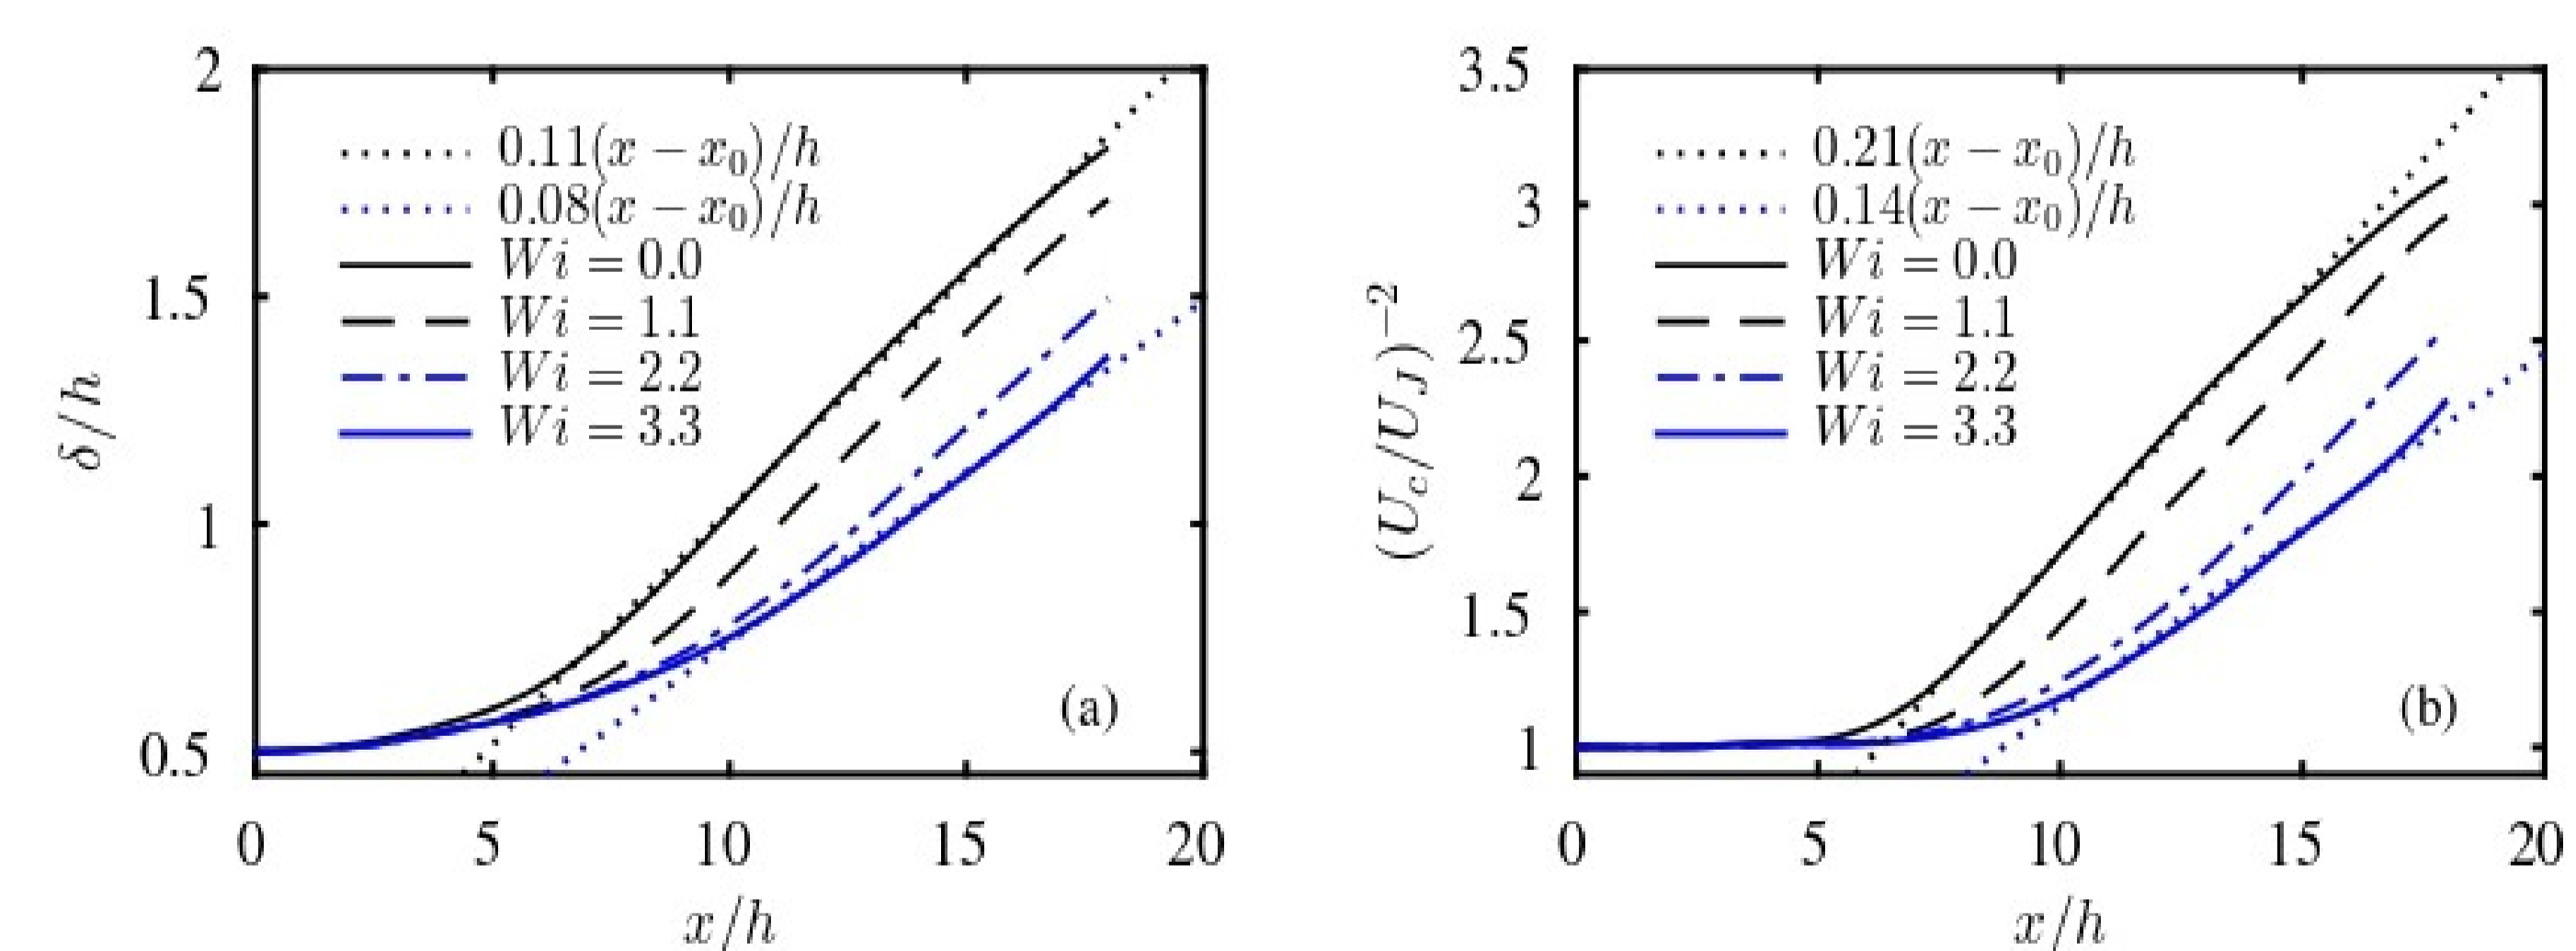 2
1.5
1
0.5
δ/h
0.11(x − x₀)/h
0.08(x − x₀)/h
Wi = 0.0
Wi = 1.1
Wi = 2.2
Wi = 3.3
(a)
0 5 10 15 20
x/h
3.5
3
2.5
2
1.5
1
(U_c/U_J)⁻²
0.21(x − x₀)/h
0.14(x − x₀)/h
Wi = 0.0
Wi = 1.1
Wi = 2.2
Wi = 3.3
(b)
0 5 10 15 20
x/h